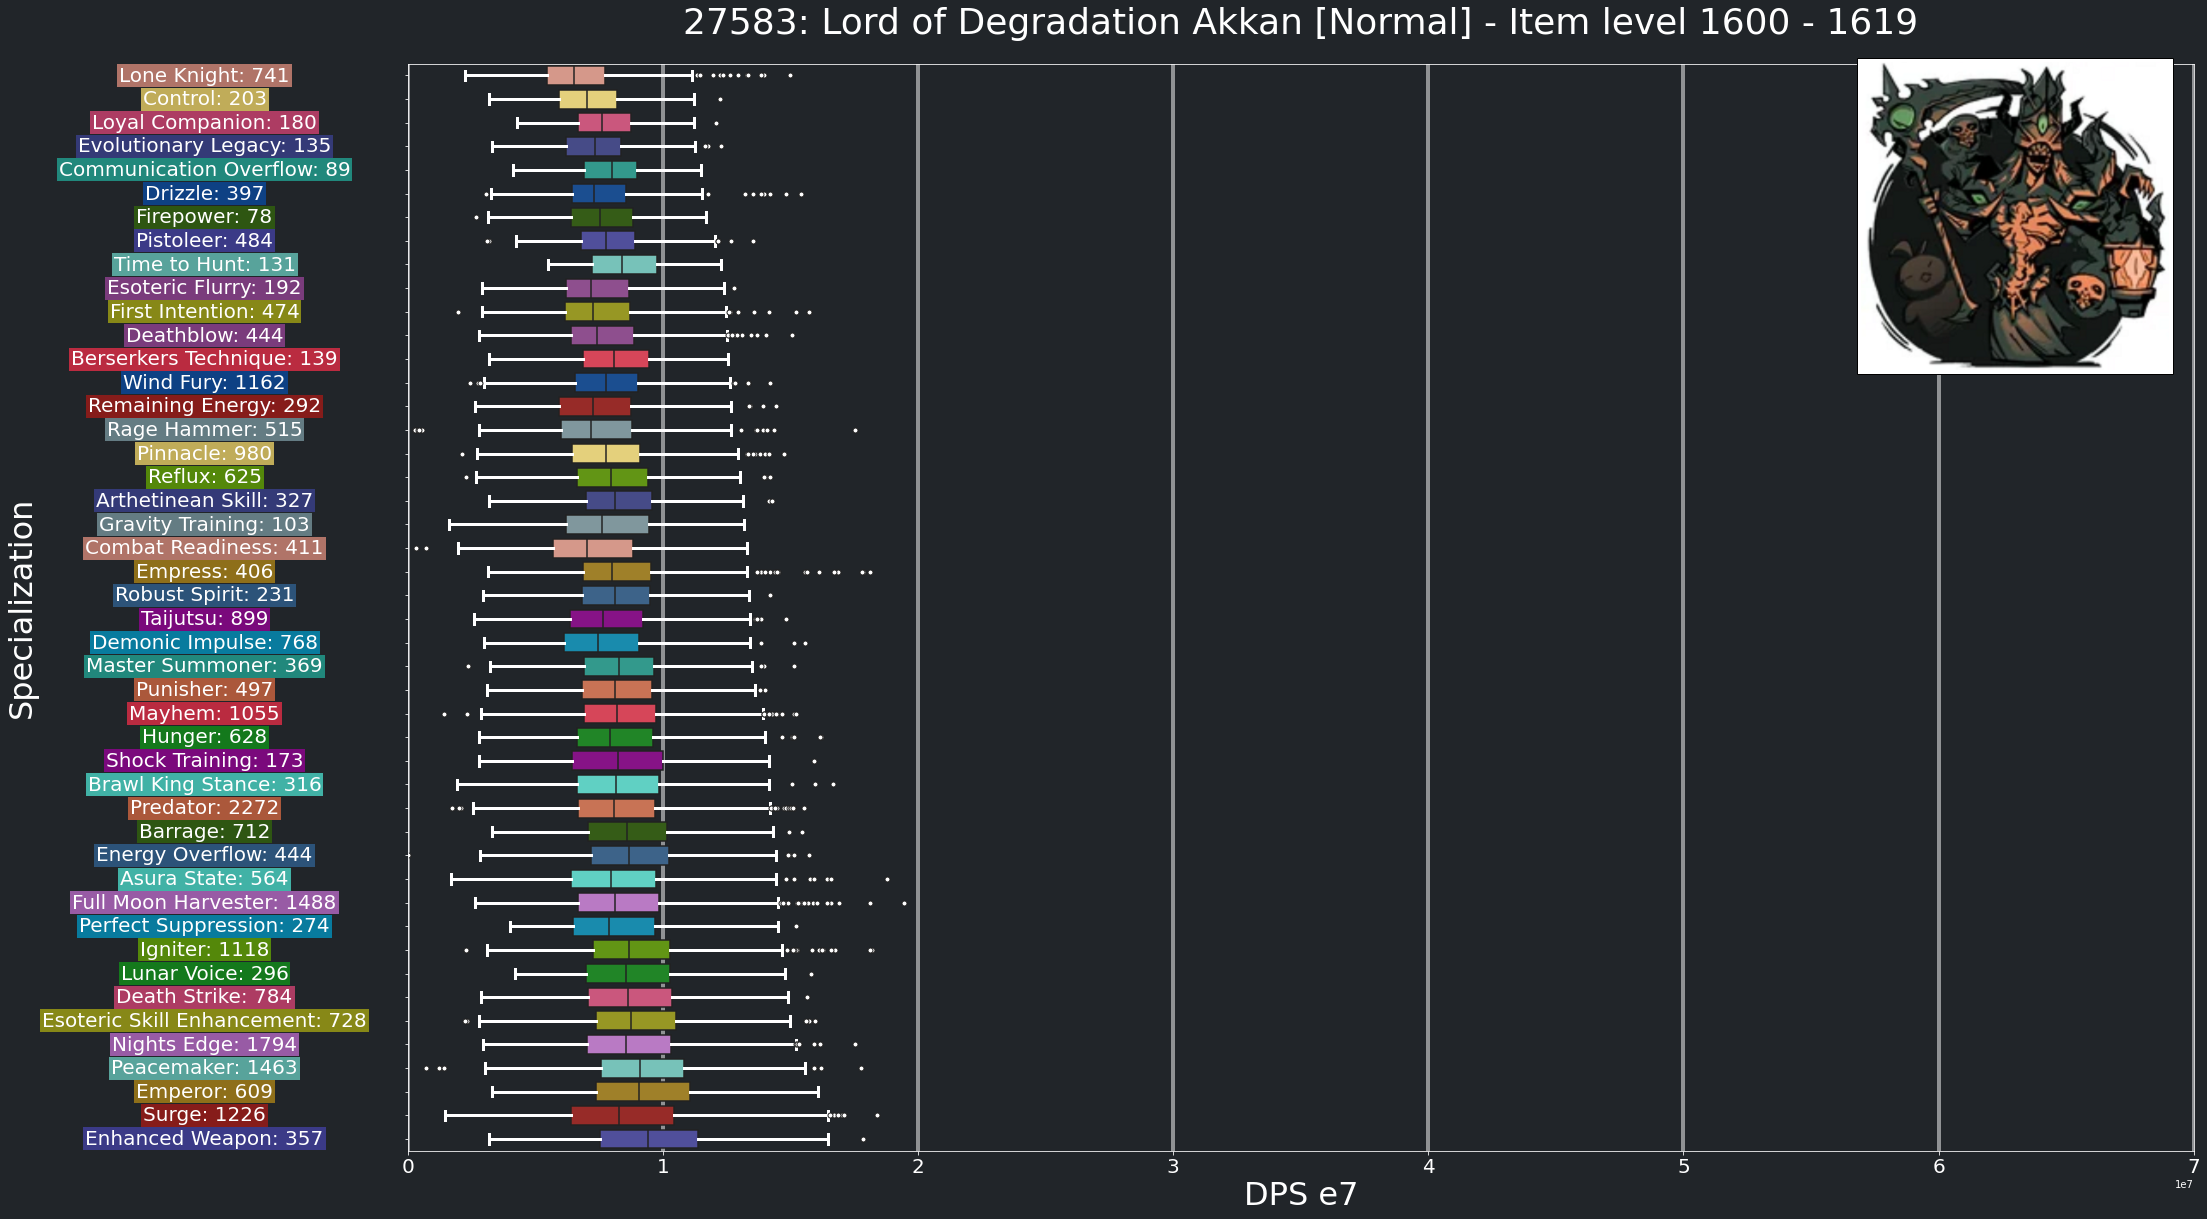 27583: Lord of Degradation Akkan [Normal] - Item level 1600 - 1619
Lone Knight: 741
Control: 203
Loyal Companion: 180
Evolutionary Legacy: 135
Communication Overflow: 89
Drizzle: 397
Firepower: 78
Pistoleer: 484
Time to Hunt: 131
Esoteric Flurry: 192
First Intention: 474
Deathblow: 444
Berserkers Technique: 139
Wind Fury: 1162
Remaining Energy: 292
Rage Hammer: 515
Pinnacle: 980
Reflux: 625
Arthetinean Skill: 327
Gravity Training: 103
Combat Readiness: 411
Empress: 406
Robust Spirit: 231
Taijutsu: 899
Demonic Impulse: 768
Master Summoner: 369
Punisher: 497
Mayhem: 1055
Hunger: 628
Shock Training: 173
Brawl King Stance: 316
Predator: 2272
Barrage: 712
Energy Overflow: 444
Asura State: 564
Full Moon Harvester: 1488
Perfect Suppression: 274
Igniter: 1118
Lunar Voice: 296
Death Strike: 784
Esoteric Skill Enhancement: 728
Nights Edge: 1794
Peacemaker: 1463
Emperor: 609
Surge: 1226
Enhanced Weapon: 357
Specialization
0 1 2 3 4 5 6 7
1e7
DPS e7